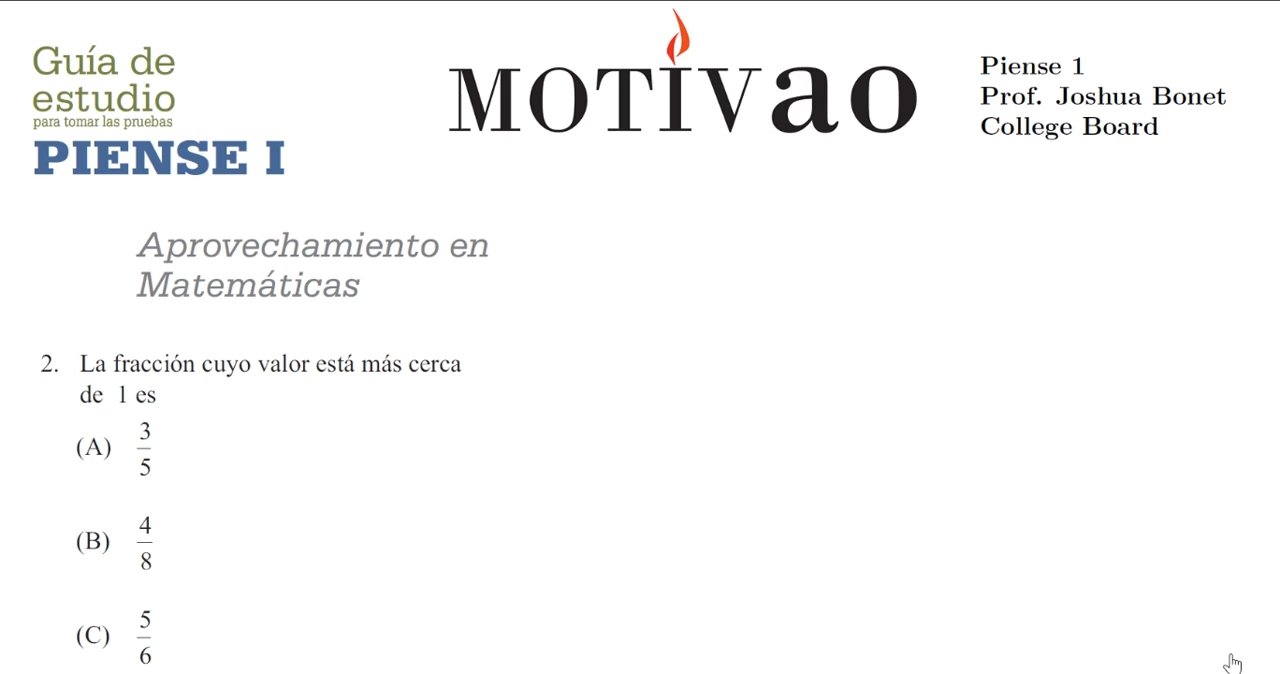 Guía de
estudio
para tomar las pruebas
PIENSE I
MOTIVao
Piense 1
Prof. Joshua Bonet
College Board
Aprovechamiento en
Matemáticas
2. La fracción cuyo valor está más cerca
de 1 es
(A) 3/5
(B) 4/8
(C) 5/6